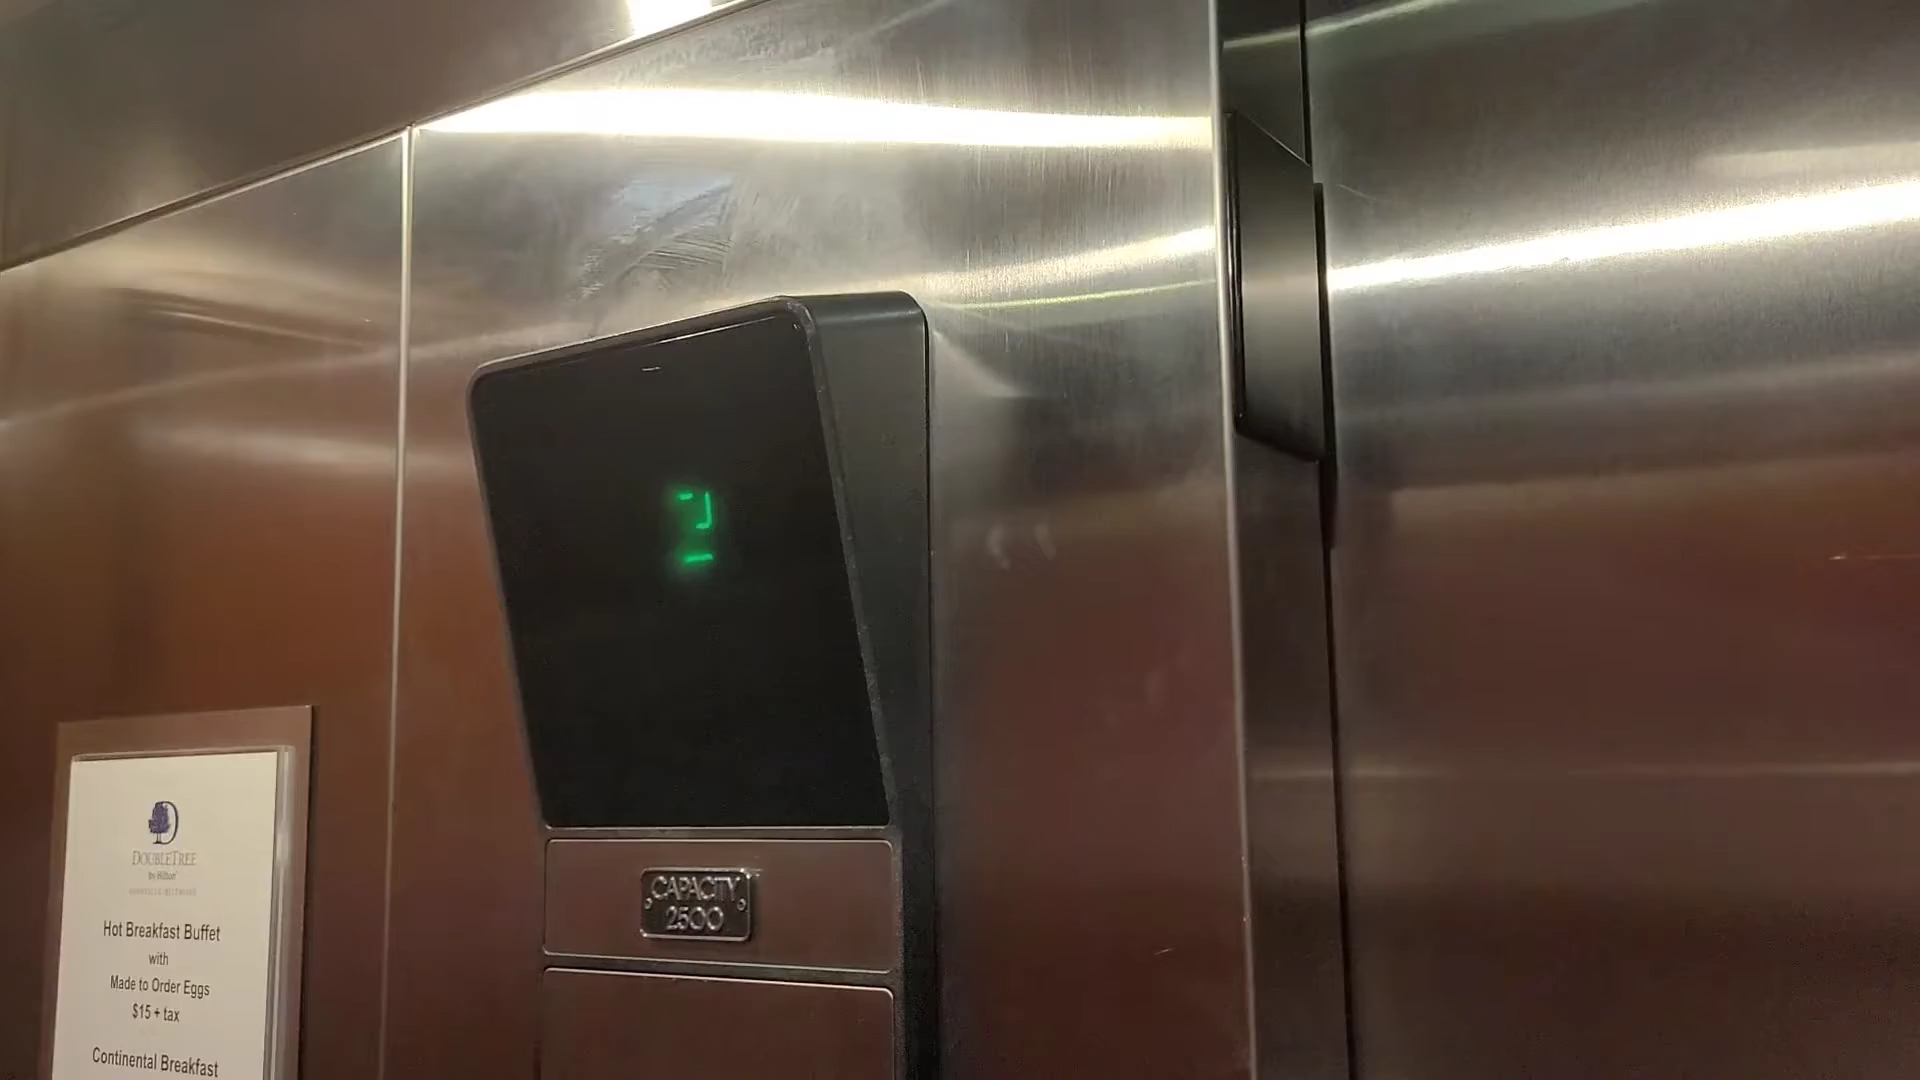 2
CAPACITY
2500
DOUBLETREE
by Hilton
Hot Breakfast Buffet
with
Made to Order Eggs
$15 + tax
Continental Breakfast